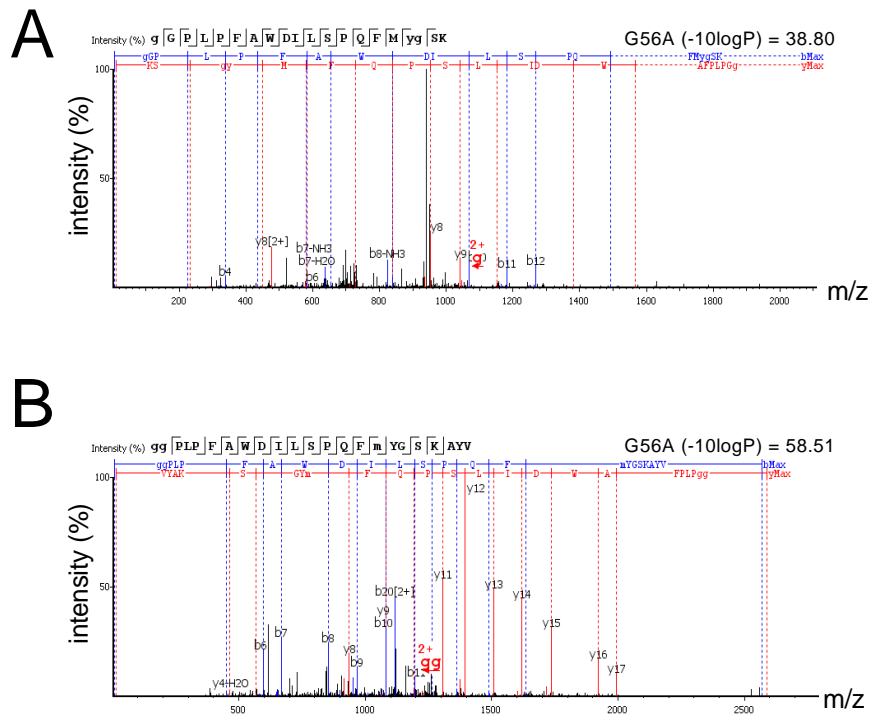 A
Intensity (%) g G P L P F A W D I L S P Q F M y g S K
G56A (-10logP) = 38.80
gGP L P F A W DI L S PQ FMygSK bMax
KS gy M F Q P S L ID W AFPLPGg yMax
100
intensity (%)
50
y8[2+]
b4
b7-NH3
b7-H2O
b6
b8-NH3
y8
y9
2+
b11
b12
200 400 600 800 1000 1200 1400 1600 1800 2000
m/z
B
Intensity (%) gg P L P F A W D I L S P Q F m Y G S K A Y V
G56A (-10logP) = 58.51
ggPLP F A W D I L S P Q F mYGSKAYV bMax
VYAK S GYm F Q P S L I D W A FPLPgg yMax
100
intensity (%)
50
y4-H2O
b6
b7
b8
y8
b9
b20[2+]
y9
b10
2+
gg
y11
y12
y13
y14
y15
y16
y17
500 1000 1500 2000 2500
m/z